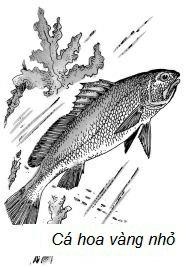 Cá hoa vàng nhỏ